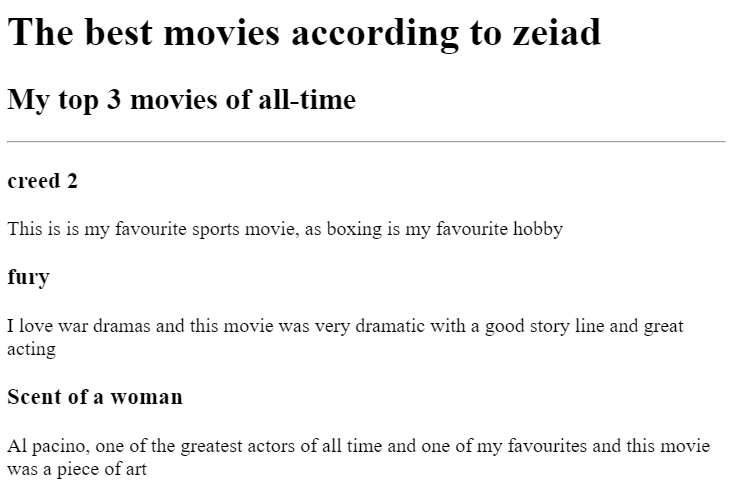 The best movies according to zeiad
My top 3 movies of all-time
creed 2
This is is my favourite sports movie, as boxing is my favourite hobby
fury
I love war dramas and this movie was very dramatic with a good story line and great
acting
Scent of a woman
Al pacino, one of the greatest actors of all time and one of my favourites and this movie
was a piece of art